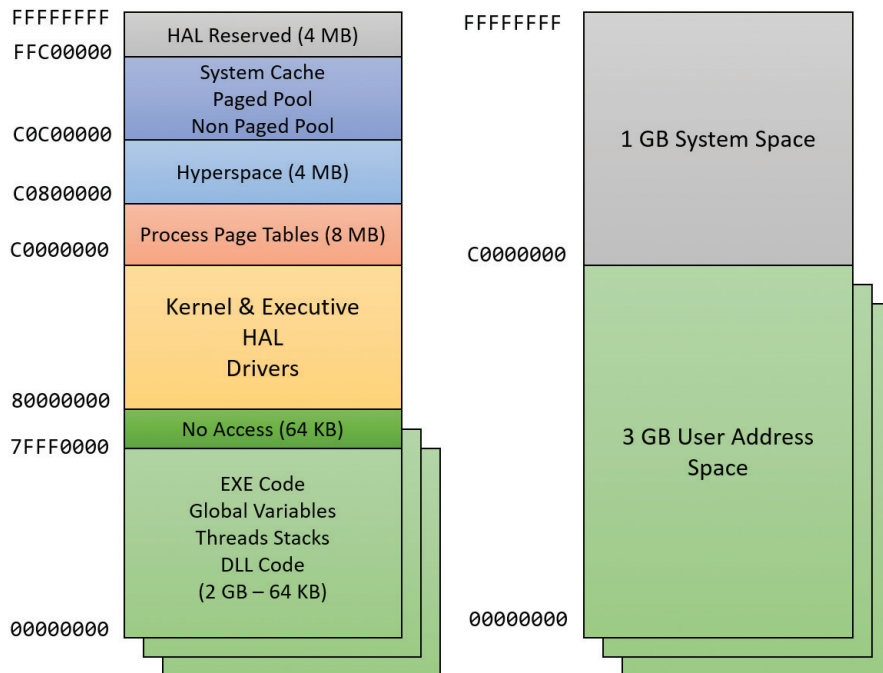 FFFFFFFF
HAL Reserved (4 MB)
FFC00000
System Cache
Paged Pool
Non Paged Pool
C0C00000
Hyperspace (4 MB)
C0800000
Process Page Tables (8 MB)
C0000000
Kernel & Executive
HAL
Drivers
80000000
No Access (64 KB)
7FFF0000
EXE Code
Global Variables
Threads Stacks
DLL Code
(2 GB – 64 KB)
00000000
FFFFFFFF
1 GB System Space
C0000000
3 GB User Address
Space
00000000